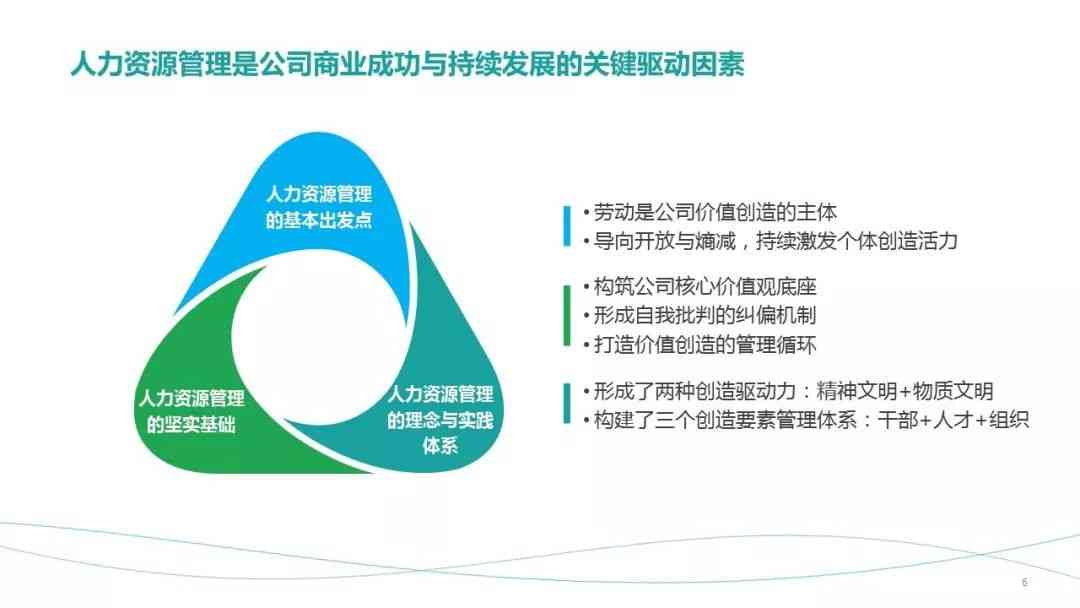 人力资源管理是公司商业成功与持续发展的关键驱动因素
人力资源管理
的基本出发点
人力资源管理
的坚实基础
人力资源管理
的理念与实践
体系
•劳动是公司价值创造的主体
•导向开放与熵减，持续激发个体创造活力
•构筑公司核心价值观底座
•形成自我批判的纠偏机制
•打造价值创造的管理循环
•形成了两种创造驱动力：精神文明+物质文明
•构建了三个创造要素管理体系：干部+人才+组织
6